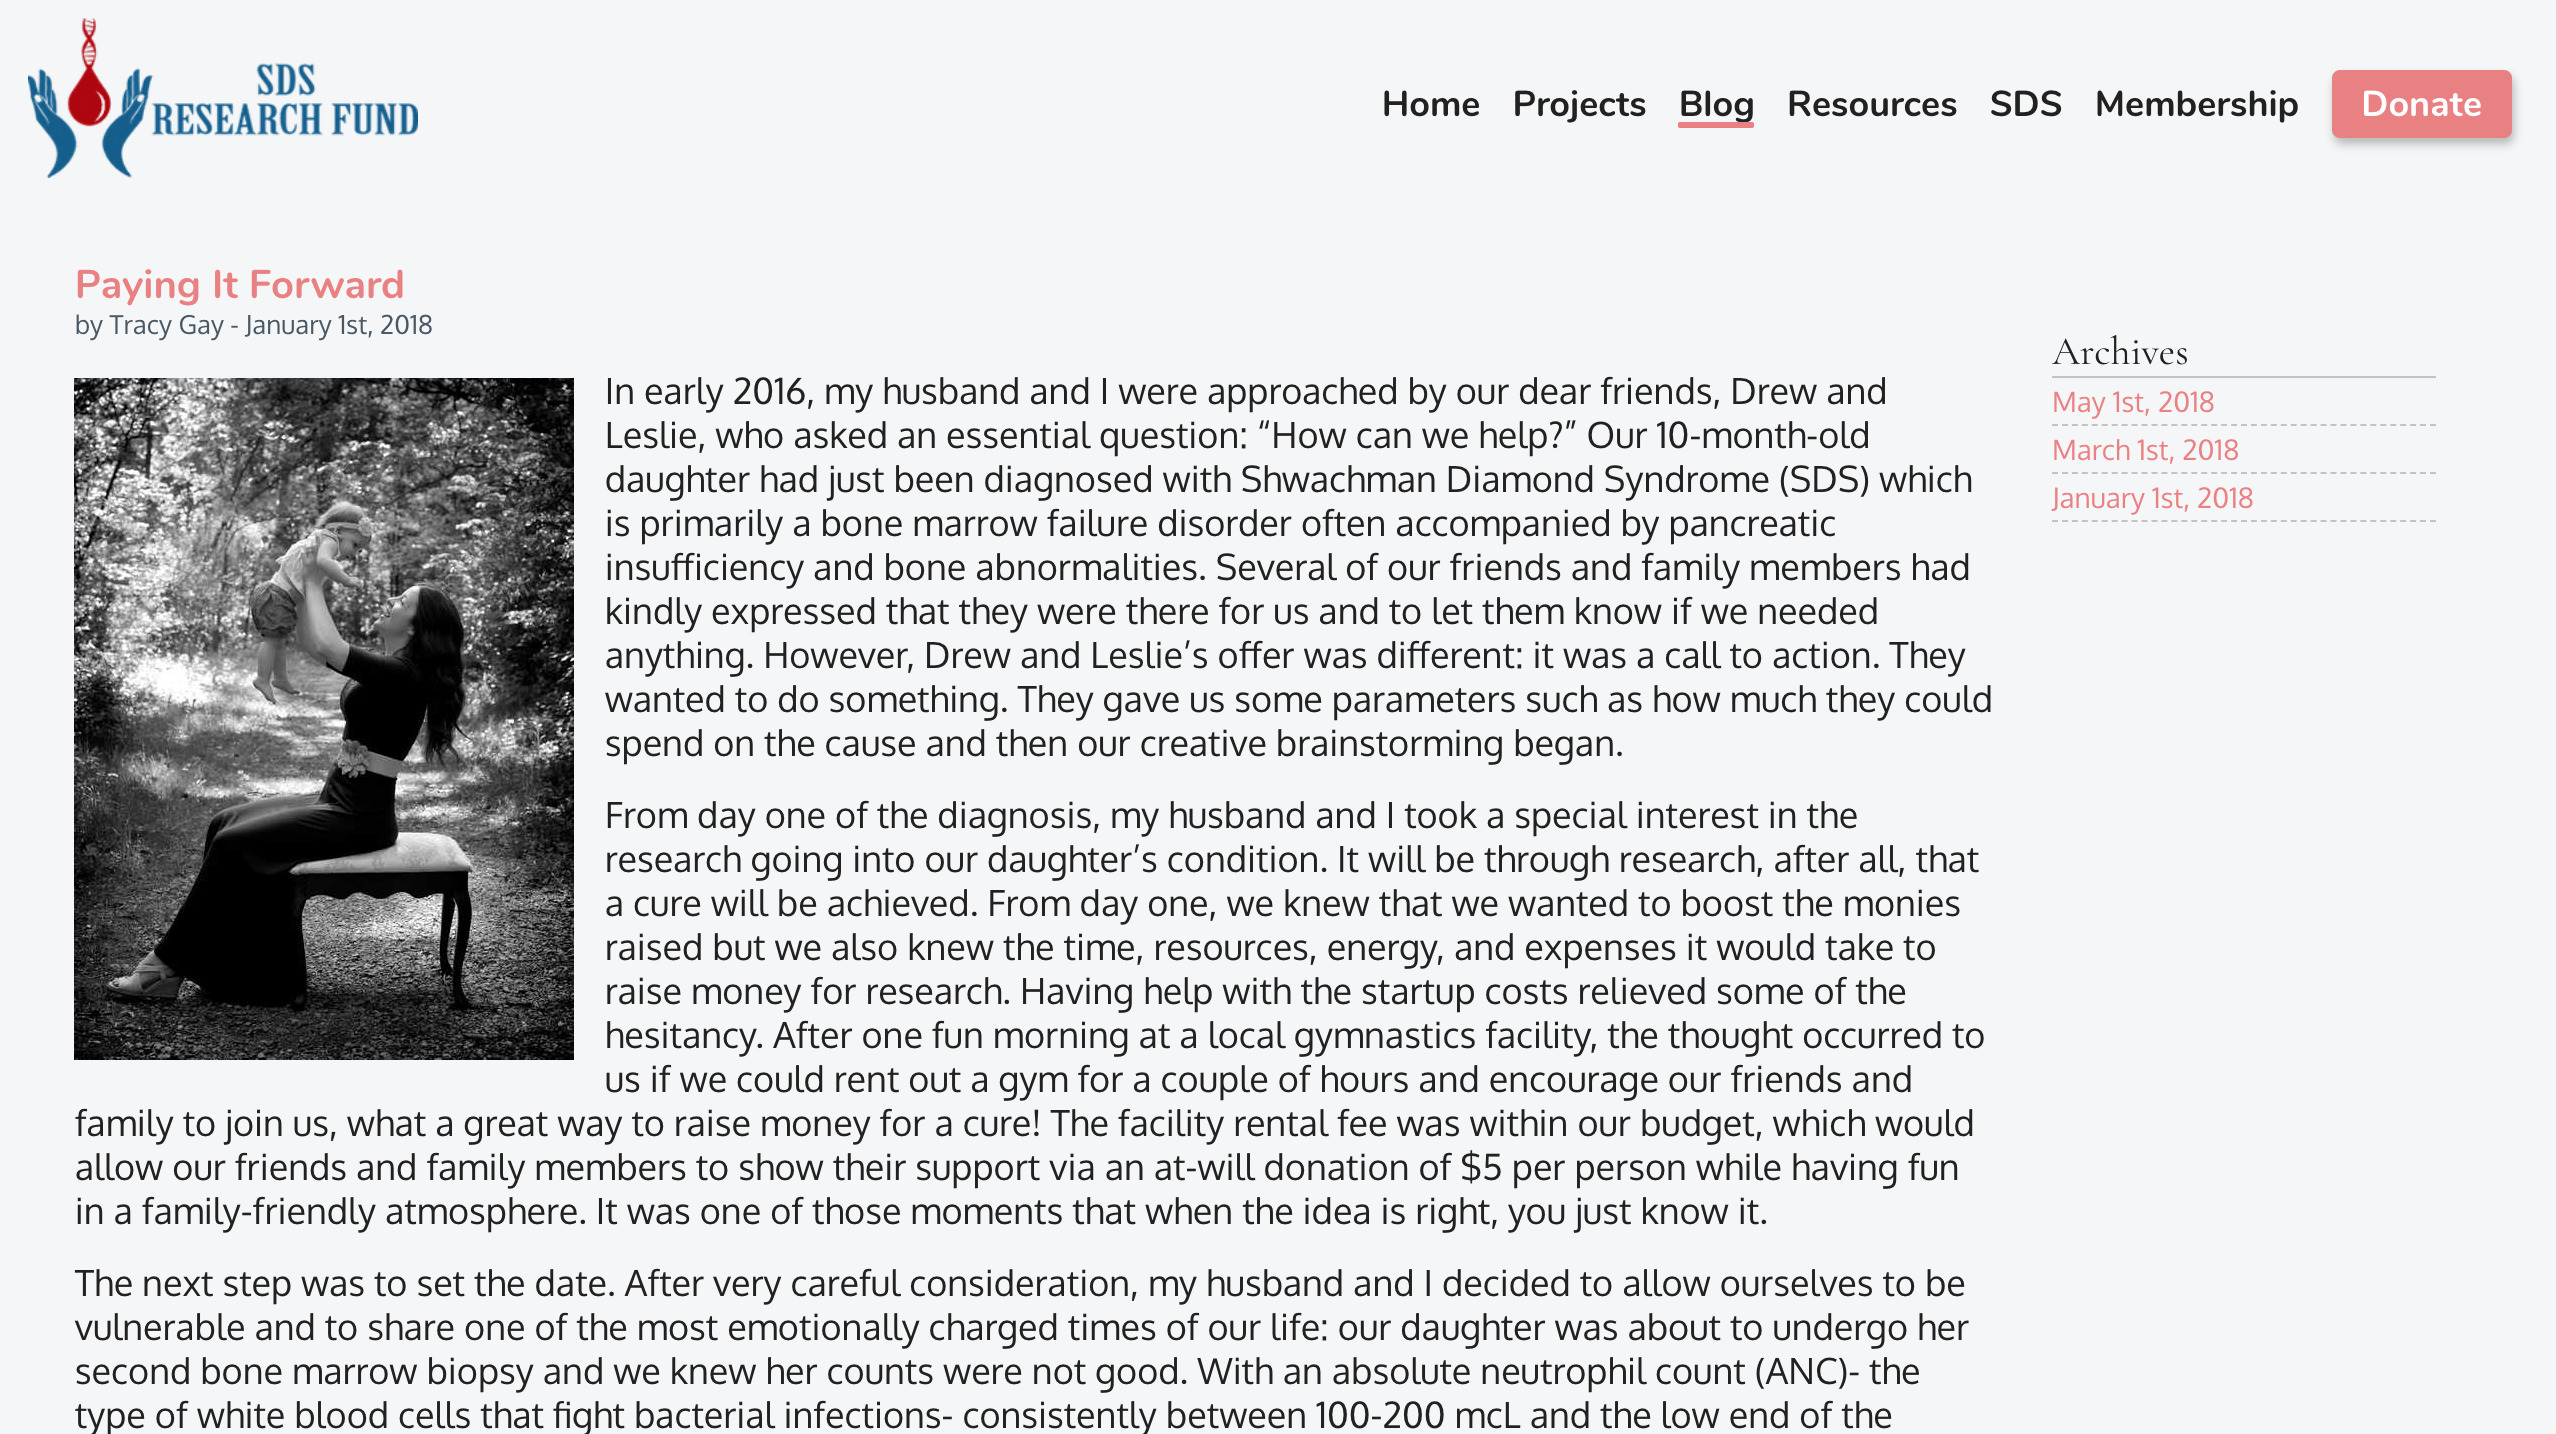 SDS
RESEARCH FUND
Home Projects Blog Resources SDS Membership Donate
Paying It Forward
by Tracy Gay - January 1st, 2018
In early 2016, my husband and I were approached by our dear friends, Drew and
Leslie, who asked an essential question: “How can we help?” Our 10-month-old
daughter had just been diagnosed with Shwachman Diamond Syndrome (SDS) which
is primarily a bone marrow failure disorder often accompanied by pancreatic
insufficiency and bone abnormalities. Several of our friends and family members had
kindly expressed that they were there for us and to let them know if we needed
anything. However, Drew and Leslie’s offer was different: it was a call to action. They
wanted to do something. They gave us some parameters such as how much they could
spend on the cause and then our creative brainstorming began.
From day one of the diagnosis, my husband and I took a special interest in the
research going into our daughter’s condition. It will be through research, after all, that
a cure will be achieved. From day one, we knew that we wanted to boost the monies
raised but we also knew the time, resources, energy, and expenses it would take to
raise money for research. Having help with the startup costs relieved some of the
hesitancy. After one fun morning at a local gymnastics facility, the thought occurred to
us if we could rent out a gym for a couple of hours and encourage our friends and
family to join us, what a great way to raise money for a cure! The facility rental fee was within our budget, which would
allow our friends and family members to show their support via an at-will donation of $5 per person while having fun
in a family-friendly atmosphere. It was one of those moments that when the idea is right, you just know it.
The next step was to set the date. After very careful consideration, my husband and I decided to allow ourselves to be
vulnerable and to share one of the most emotionally charged times of our life: our daughter was about to undergo her
second bone marrow biopsy and we knew her counts were not good. With an absolute neutrophil count (ANC)- the
type of white blood cells that fight bacterial infections- consistently between 100-200 mcL and the low end of the
Archives
May 1st, 2018
March 1st, 2018
January 1st, 2018